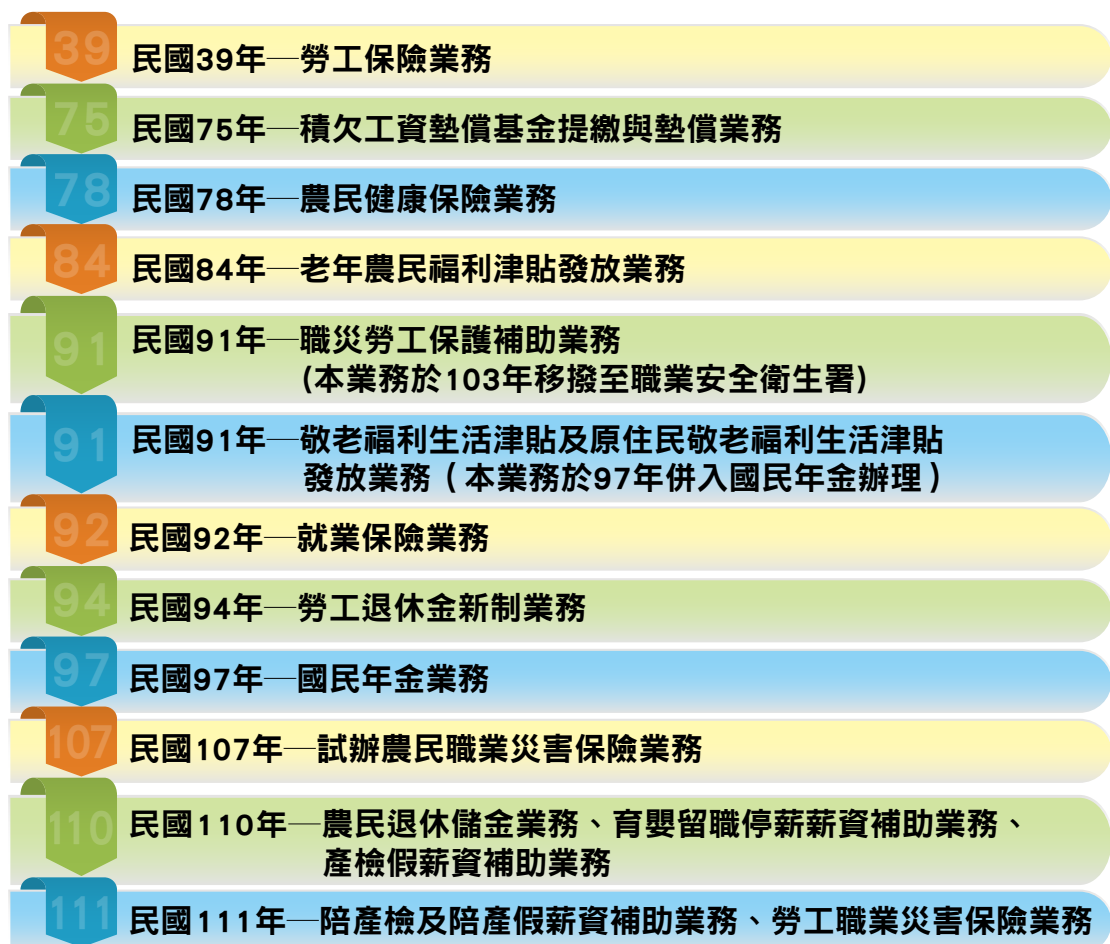 39
民國39年─勞工保險業務
75
民國75年─積欠工資墊償基金提繳與墊償業務
78
民國78年─農民健康保險業務
84
民國84年─老年農民福利津貼發放業務
91
民國91年─職災勞工保護補助業務
(本業務於103年移撥至職業安全衛生署)
91
民國91年─敬老福利生活津貼及原住民敬老福利生活津貼
發放業務（本業務於97年併入國民年金辦理）
92
民國92年─就業保險業務
94
民國94年─勞工退休金新制業務
97
民國97年─國民年金業務
107
民國107年─試辦農民職業災害保險業務
110
民國110年─農民退休儲金業務、育嬰留職停薪薪資補助業務、
產檢假薪資補助業務
111
民國111年─陪產檢及陪產假薪資補助業務、勞工職業災害保險業務